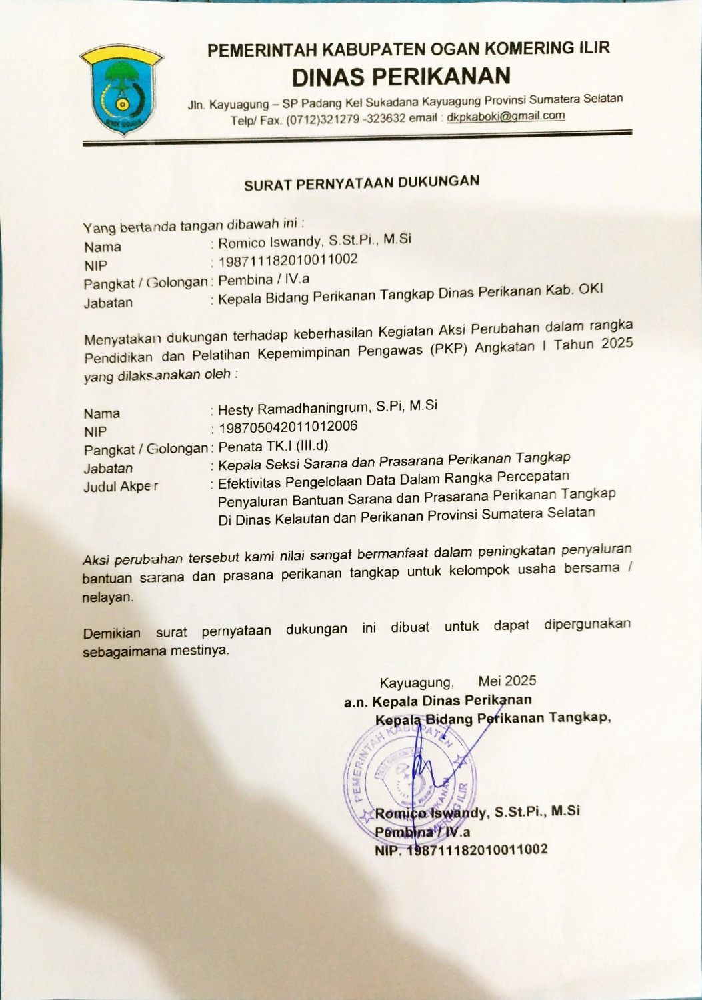 PEMERINTAH KABUPATEN OGAN KOMERING ILIR
DINAS PERIKANAN
Jln. Kayuagung – SP Padang Kel Sukadana Kayuagung Provinsi Sumatera Selatan
Telp/ Fax. (0712)321279 -323632 email : dkpkaboki@gmail.com
SURAT PERNYATAAN DUKUNGAN
Yang bertanda tangan dibawah ini :
Nama : Romico Iswandy, S.St.Pi., M.Si
NIP : 198711182010011002
Pangkat / Golongan : Pembina / IV.a
Jabatan : Kepala Bidang Perikanan Tangkap Dinas Perikanan Kab. OKI
Menyatakan dukungan terhadap keberhasilan Kegiatan Aksi Perubahan dalam rangka
Pendidikan dan Pelatihan Kepemimpinan Pengawas (PKP) Angkatan I Tahun 2025
yang dilaksanakan oleh :
Nama : Hesty Ramadhaningrum, S.Pi, M.Si
NIP : 198705042011012006
Pangkat / Golongan : Penata TK.I (III.d)
Jabatan : Kepala Seksi Sarana dan Prasarana Perikanan Tangkap
Judul Akper : Efektivitas Pengelolaan Data Dalam Rangka Percepatan
Penyaluran Bantuan Sarana dan Prasarana Perikanan Tangkap
Di Dinas Kelautan dan Perikanan Provinsi Sumatera Selatan
Aksi perubahan tersebut kami nilai sangat bermanfaat dalam peningkatan penyaluran
bantuan sarana dan prasana perikanan tangkap untuk kelompok usaha bersama /
nelayan.
Demikian surat pernyataan dukungan ini dibuat untuk dapat dipergunakan
sebagaimana mestinya.
Kayuagung, Mei 2025
a.n. Kepala Dinas Perikanan
Kepala Bidang Perikanan Tangkap,
PEMERINTAH KABUPATEN
OGAN KOMERING ILIR
DINAS PERIKANAN
Romico Iswandy, S.St.Pi., M.Si
Pembina / IV.a
NIP. 198711182010011002